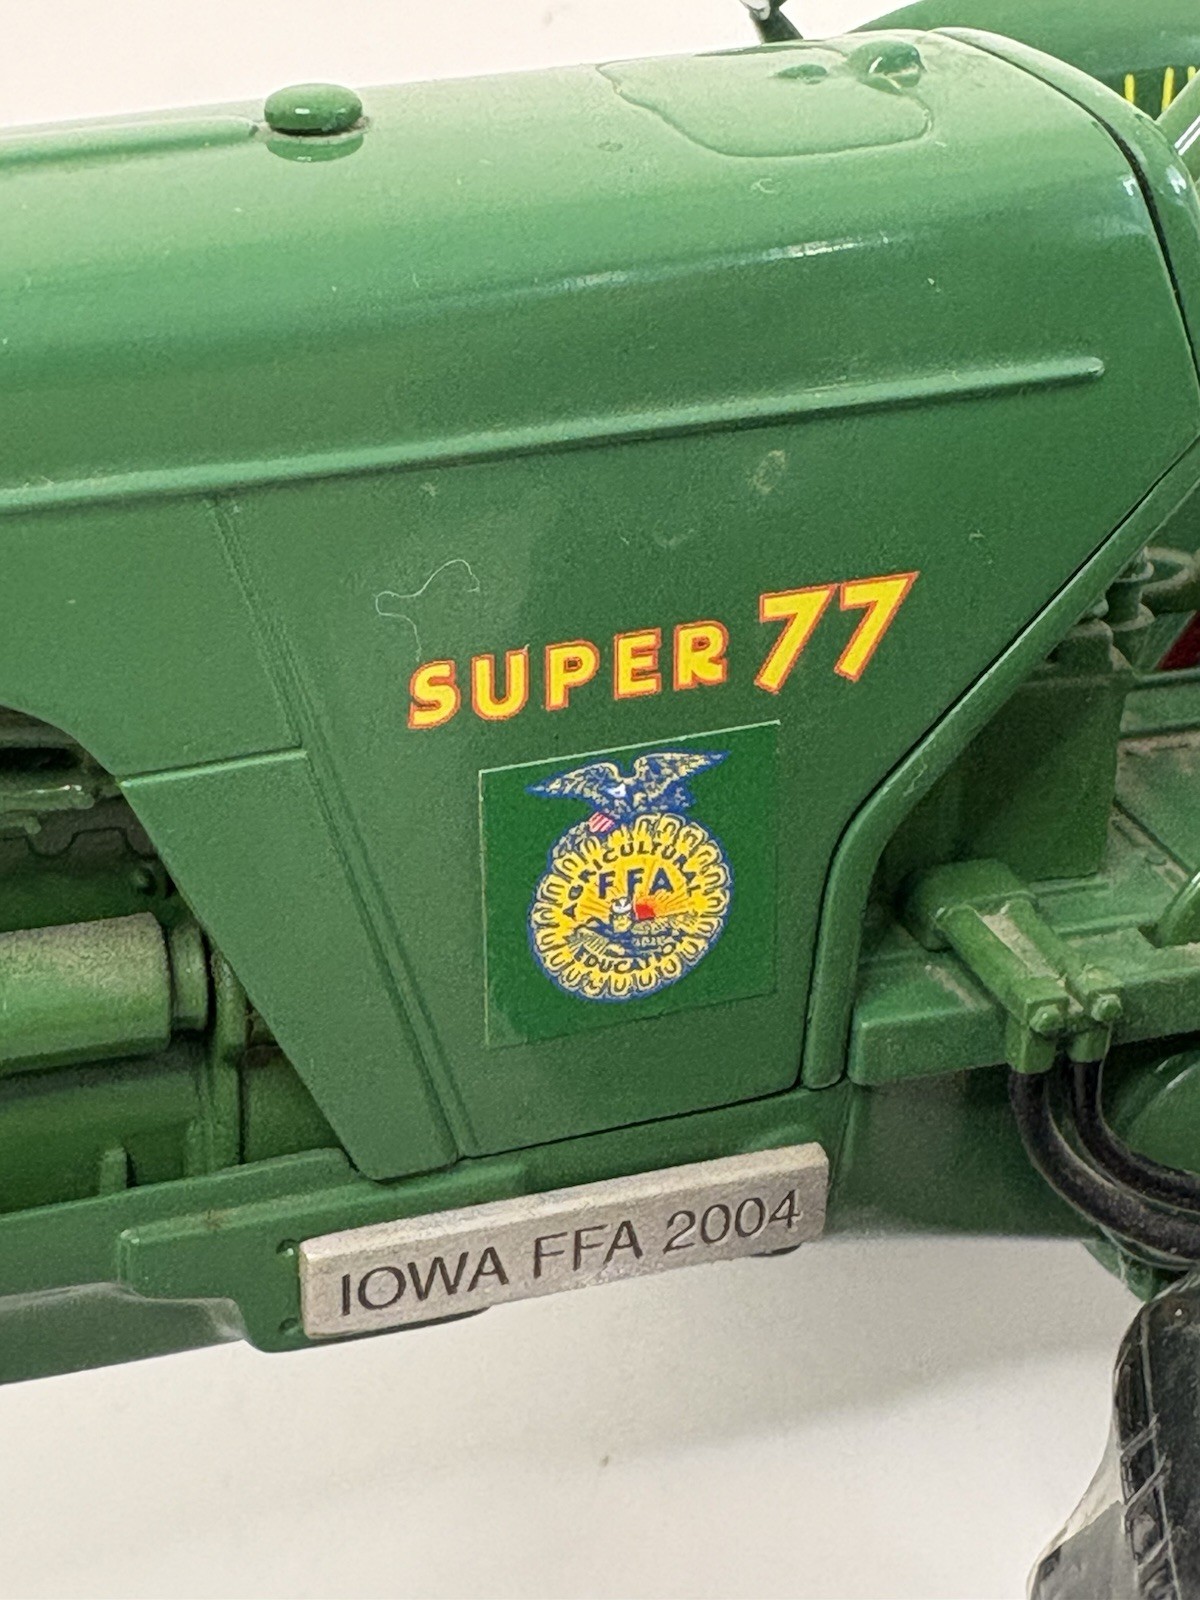 SUPER 77
AGRICULTURAL
FFA
EDUCATION
IOWA FFA 2004